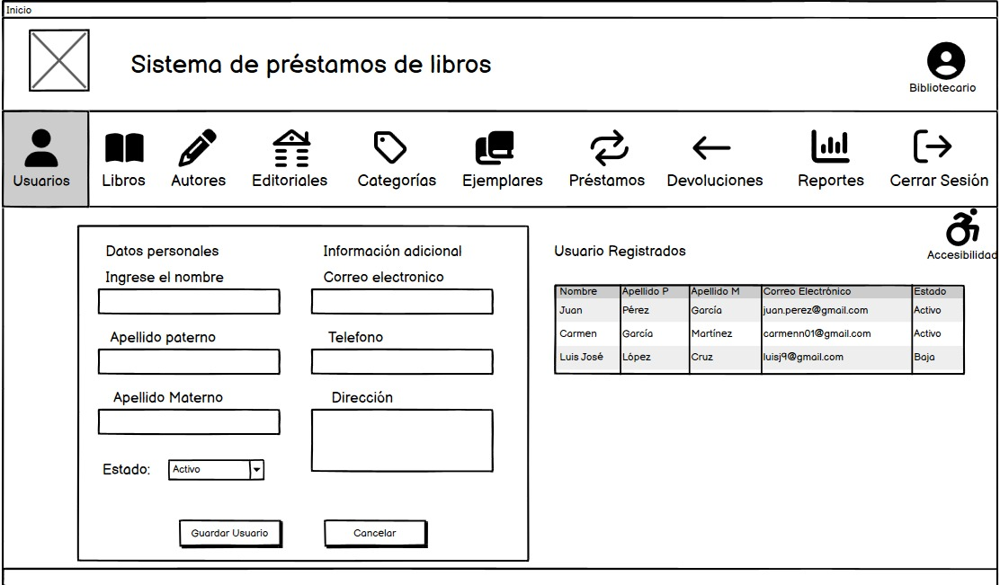 Inicio
Sistema de préstamos de libros
Bibliotecario
Usuarios Libros Autores Editoriales Categorías Ejemplares Préstamos Devoluciones Reportes Cerrar Sesión
Accesibilidad
Datos personales
Ingrese el nombre
Apellido paterno
Apellido Materno
Estado: Activo
Información adicional
Correo electronico
Telefono
Dirección
Guardar Usuario Cancelar
Usuario Registrados
Nombre Apellido P Apellido M Correo Electrónico Estado
Juan Pérez García juan.perez@gmail.com Activo
Carmen García Martínez carmenn01@gmail.com Activo
Luis José López Cruz luisj9@gmail.com Baja